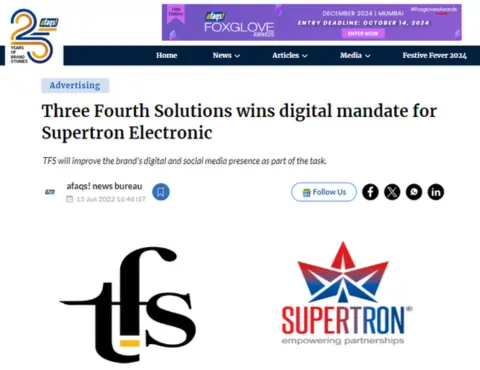 25
afaqs!
YEARS
OF BRAND
STORIES
afaqs!
FOXGLOVE
AWARDS
DECEMBER 2024 | MUMBAI
ENTRY DEADLINE: OCTOBER 14, 2024
ENTER NOW
#FoxgloveAwards
Home News Articles Media Festive Fever 2024
Advertising
Three Fourth Solutions wins digital mandate for
Supertron Electronic
TFS will improve the brand's digital and social media presence as part of the task.
afaqs! news bureau
15 Jun 2022 16:46 IST
Follow Us
tfs
SUPERTRON®
empowering partnerships